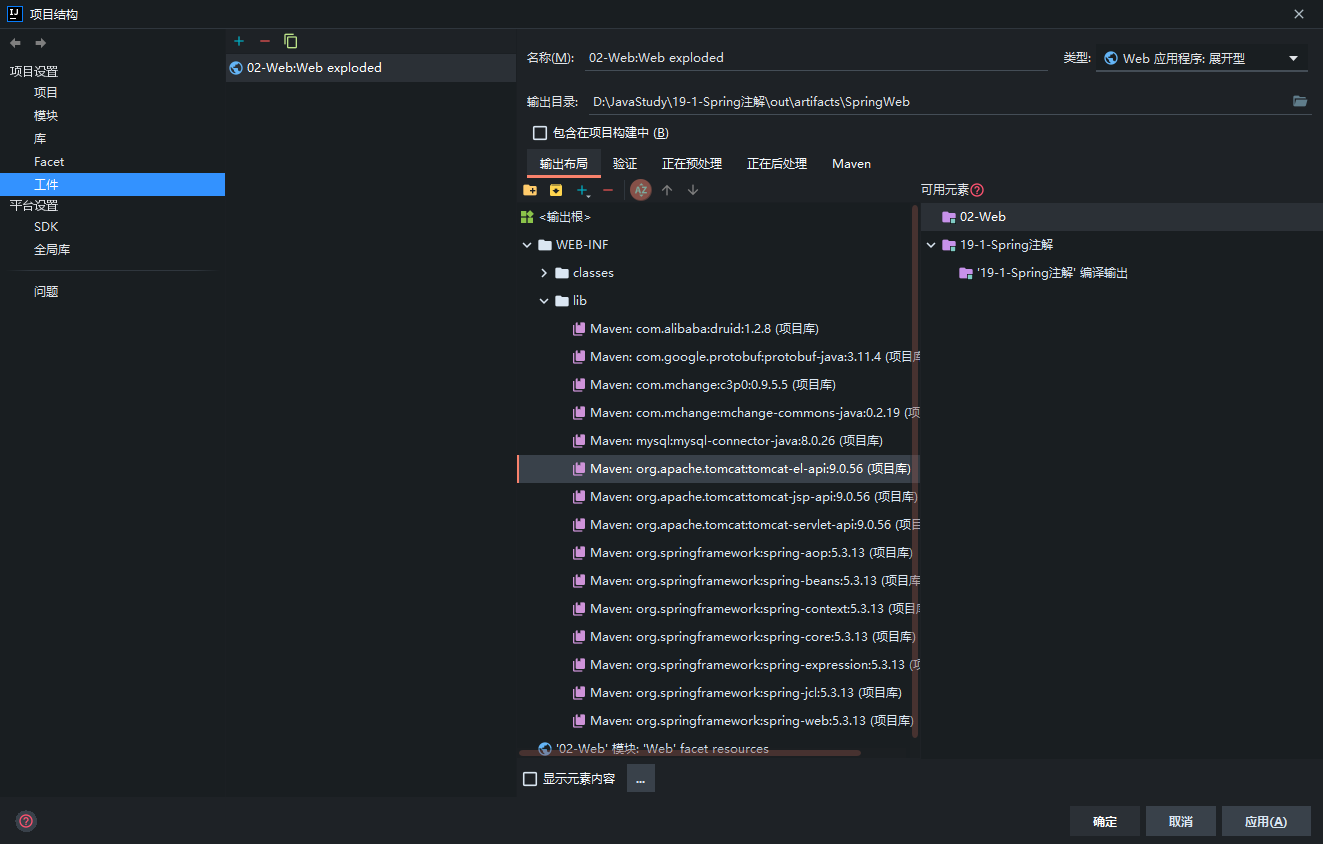 项目结构
项目设置
项目
模块
库
Facet
工件
平台设置
SDK
全局库
问题
02-Web:Web exploded
名称(M): 02-Web:Web exploded 类型: Web 应用程序: 展开型
输出目录: D:\JavaStudy\19-1-Spring注解\out\artifacts\SpringWeb
包含在项目构建中 (B)
输出布局 验证 正在预处理 正在后处理 Maven
<输出根>
WEB-INF
classes
lib
Maven: com.alibaba:druid:1.2.8 (项目库)
Maven: com.google.protobuf:protobuf-java:3.11.4 (项目库
Maven: com.mchange:c3p0:0.9.5.5 (项目库)
Maven: com.mchange:mchange-commons-java:0.2.19 (项
Maven: mysql:mysql-connector-java:8.0.26 (项目库)
Maven: org.apache.tomcat:tomcat-el-api:9.0.56 (项目库)
Maven: org.apache.tomcat:tomcat-jsp-api:9.0.56 (项目库)
Maven: org.apache.tomcat:tomcat-servlet-api:9.0.56 (项目
Maven: org.springframework:spring-aop:5.3.13 (项目库)
Maven: org.springframework:spring-beans:5.3.13 (项目库
Maven: org.springframework:spring-context:5.3.13 (项目
Maven: org.springframework:spring-core:5.3.13 (项目库)
Maven: org.springframework:spring-expression:5.3.13 (项
Maven: org.springframework:spring-jcl:5.3.13 (项目库)
Maven: org.springframework:spring-web:5.3.13 (项目库)
'02-Web' 模块: 'Web' facet resources
可用元素
02-Web
19-1-Spring注解
'19-1-Spring注解' 编译输出
显示元素内容 ...
确定 取消 应用(A)